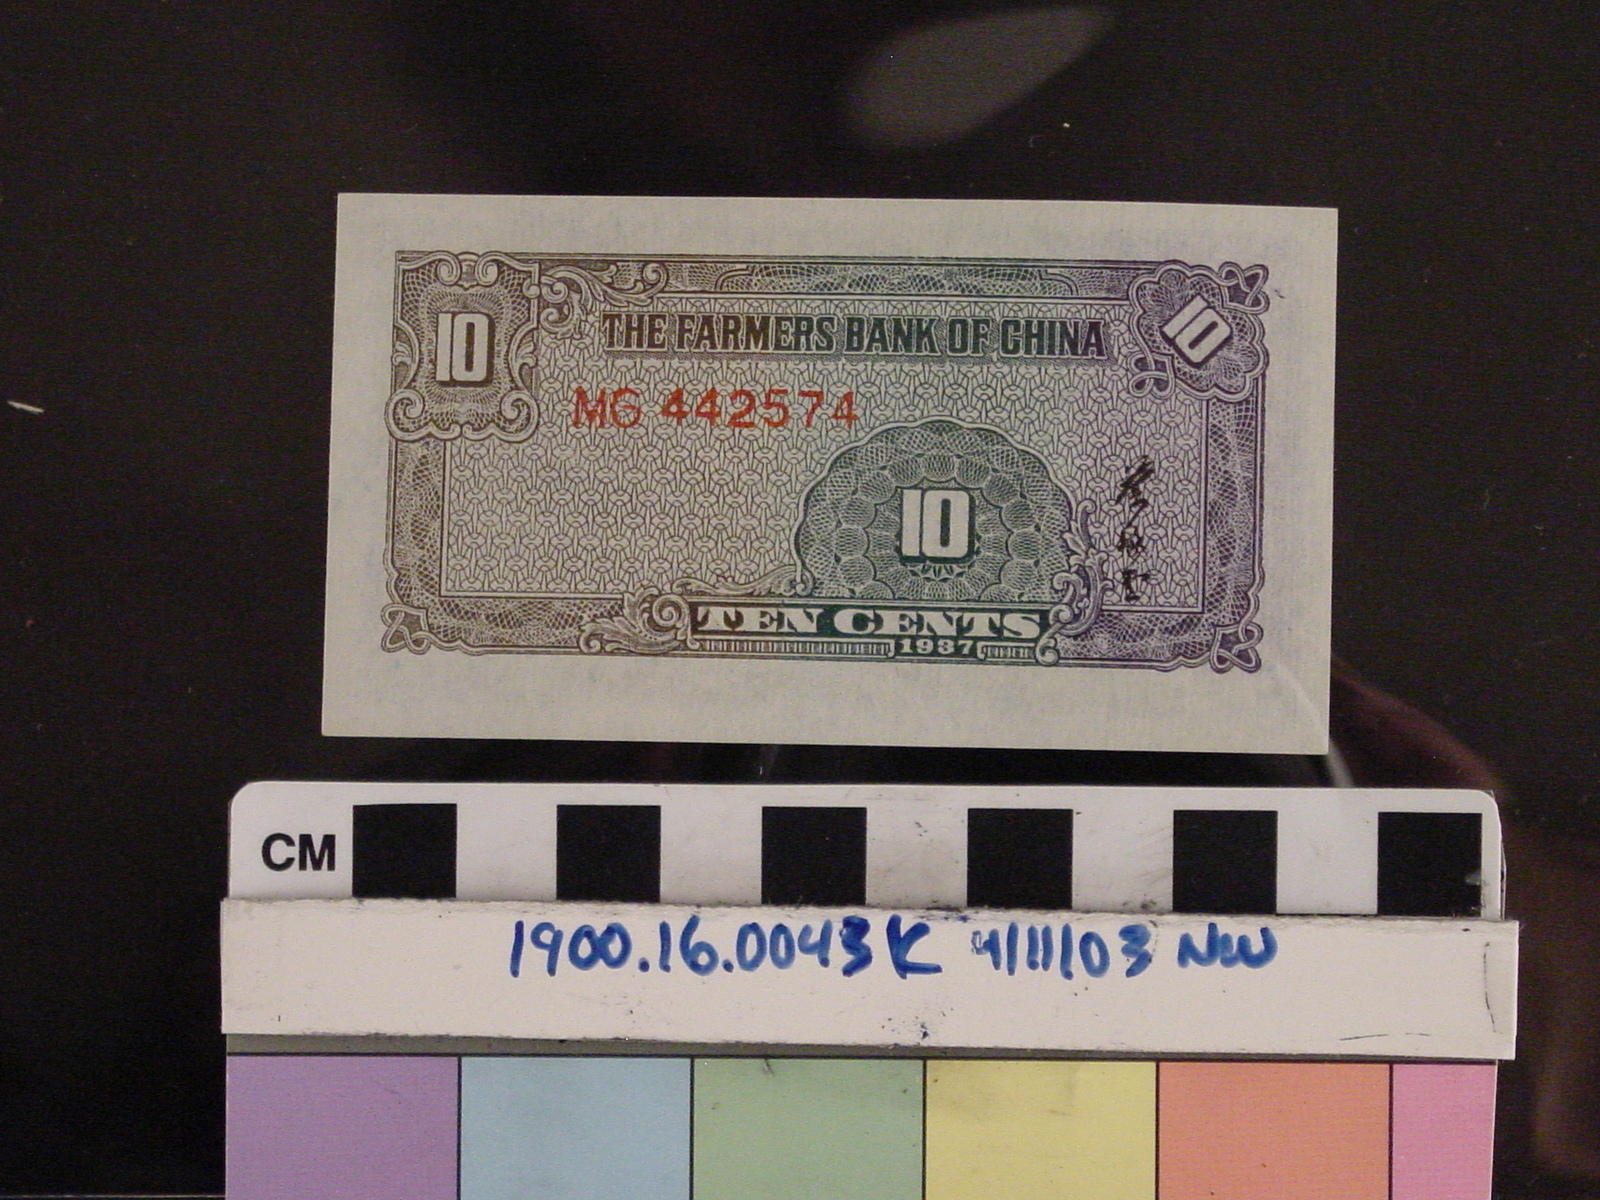 10 THE FARMERS BANK OF CHINA 10
MG 442574
10
TEN CENTS
1937
CM
1900.16.0043K 4/11/03 NW